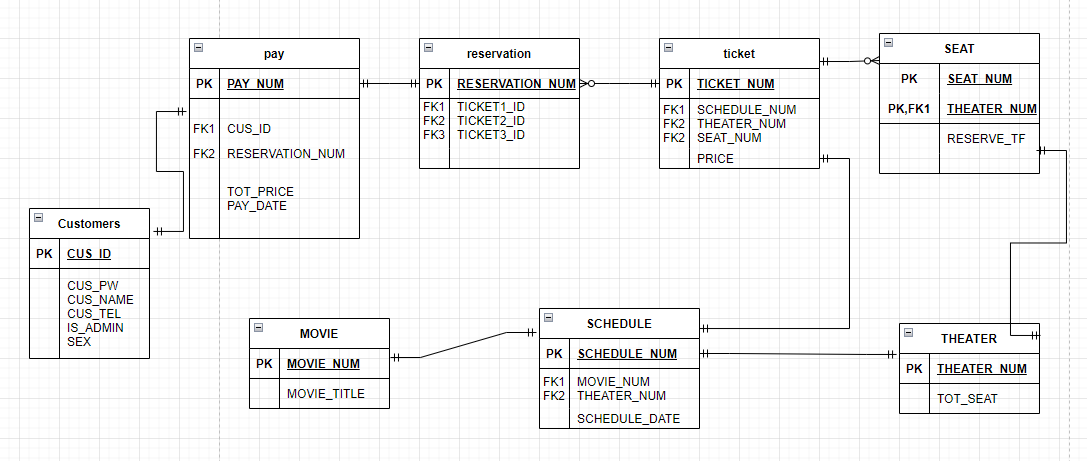 pay
PK PAY_NUM
FK1 CUS_ID
FK2 RESERVATION_NUM
TOT_PRICE
PAY_DATE
reservation
PK RESERVATION_NUM
FK1 TICKET1_ID
FK2 TICKET2_ID
FK3 TICKET3_ID
ticket
PK TICKET_NUM
FK1 SCHEDULE_NUM
FK2 THEATER_NUM
FK2 SEAT_NUM
PRICE
SEAT
PK SEAT_NUM
PK,FK1 THEATER_NUM
RESERVE_TF
Customers
PK CUS_ID
CUS_PW
CUS_NAME
CUS_TEL
IS_ADMIN
SEX
MOVIE
PK MOVIE_NUM
MOVIE_TITLE
SCHEDULE
PK SCHEDULE_NUM
FK1 MOVIE_NUM
FK2 THEATER_NUM
SCHEDULE_DATE
THEATER
PK THEATER_NUM
TOT_SEAT